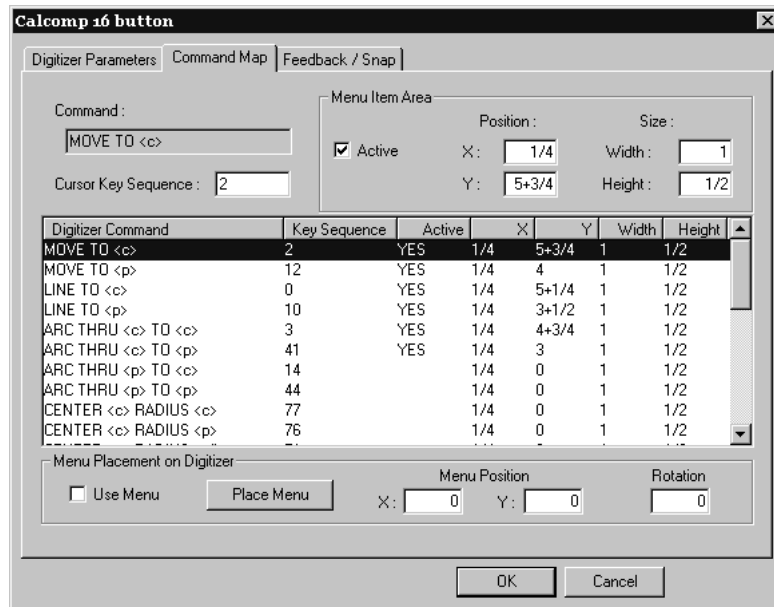 Calcomp 16 button
Digitizer Parameters Command Map Feedback / Snap
Command :
MOVE TO <c>
Cursor Key Sequence : 2
Menu Item Area
Position : Size :
Active X : 1/4 Width : 1
Y : 5+3/4 Height : 1/2
Digitizer Command Key Sequence Active X Y Width Height
MOVE TO <c> 2 YES 1/4 5+3/4 1 1/2
MOVE TO <p> 12 YES 1/4 4 1 1/2
LINE TO <c> 0 YES 1/4 5+1/4 1 1/2
LINE TO <p> 10 YES 1/4 3+1/2 1 1/2
ARC THRU <c> TO <c> 3 YES 1/4 4+3/4 1 1/2
ARC THRU <c> TO <p> 41 YES 1/4 3 1 1/2
ARC THRU <p> TO <c> 14 1/4 0 1 1/2
ARC THRU <p> TO <p> 44 1/4 0 1 1/2
CENTER <c> RADIUS <c> 77 1/4 0 1 1/2
CENTER <c> RADIUS <p> 76 1/4 0 1 1/2
Menu Placement on Digitizer
Menu Position Rotation
Use Menu Place Menu X : 0 Y : 0 0
OK Cancel